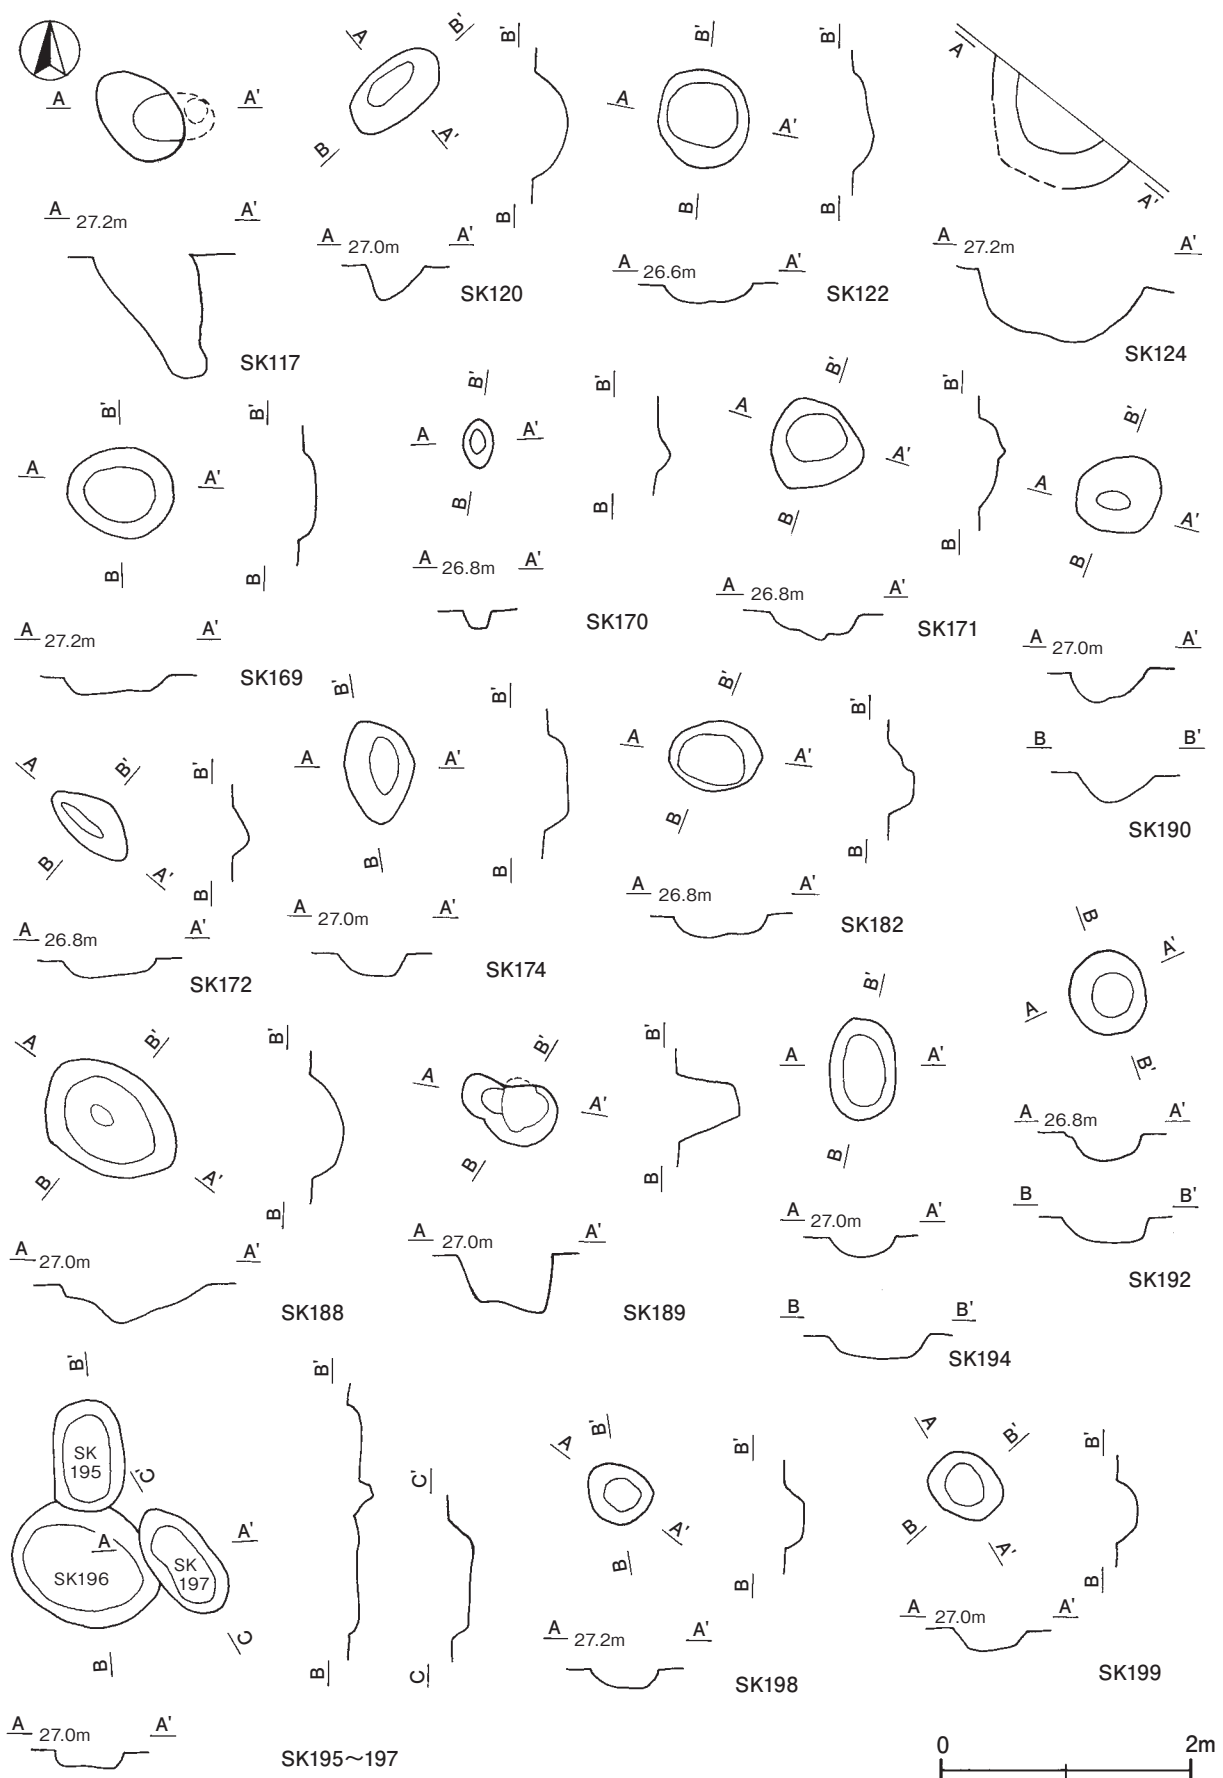 A A'
A 27.2m A'
SK117
A B'
B A'
B'
B
A 27.0m A'
SK120
B'
A A'
B
B'
B
A 26.6m A'
SK122
A
A'
A 27.2m A'
SK124
B'
A A'
B
B'
B
A 27.2m A'
SK169
B'
A A'
B
B'
B
A 26.8m A'
SK170
B'
A A'
B
B'
B
A 26.8m A'
SK171
B'
A A'
B
A 27.0m A'
B B'
SK190
A B'
B A'
B'
B
A 26.8m A'
SK172
B'
A A'
B
B'
B
A 27.0m A'
SK174
B'
A A'
B
B'
B
A 26.8m A'
SK182
B
A' A
B'
A 26.8m A'
B B'
SK192
A B'
B A'
B'
B
A 27.0m A'
SK188
B'
A A'
B
B'
B
A 27.0m A'
SK189
B'
A A'
B
A 27.0m A'
B B'
SK194
B'
SK
195
C'
A A'
SK196
SK
197
C
B
B'
B
C'
C
A 27.0m A'
SK195～197
B'
A A'
B
B'
B
A 27.2m A'
SK198
A B'
B A'
B'
B
A 27.0m A'
SK199
0 2m